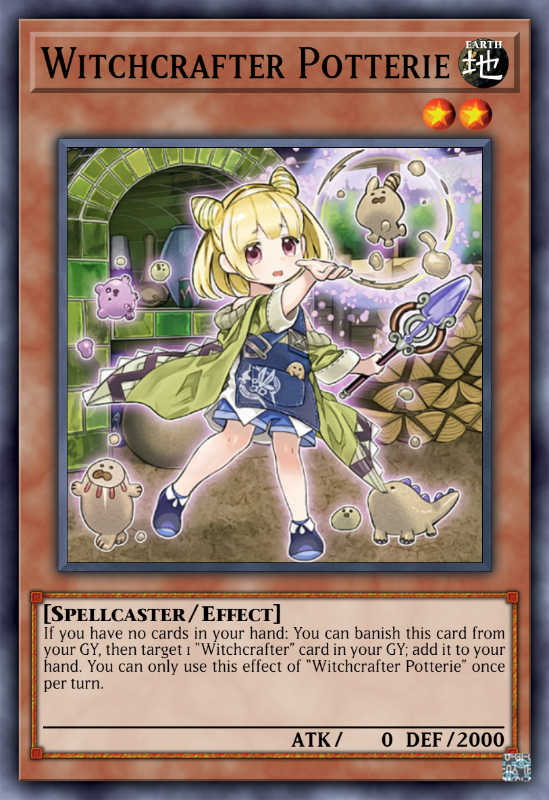 WITCHCRAFTER POTTERIE
EARTH
地
[SPELLCASTER/EFFECT]
If you have no cards in your hand: You can banish this card from
your GY, then target 1 "Witchcrafter" card in your GY; add it to your
hand. You can only use this effect of "Witchcrafter Potterie" once
per turn.
ATK/ 0 DEF/2000